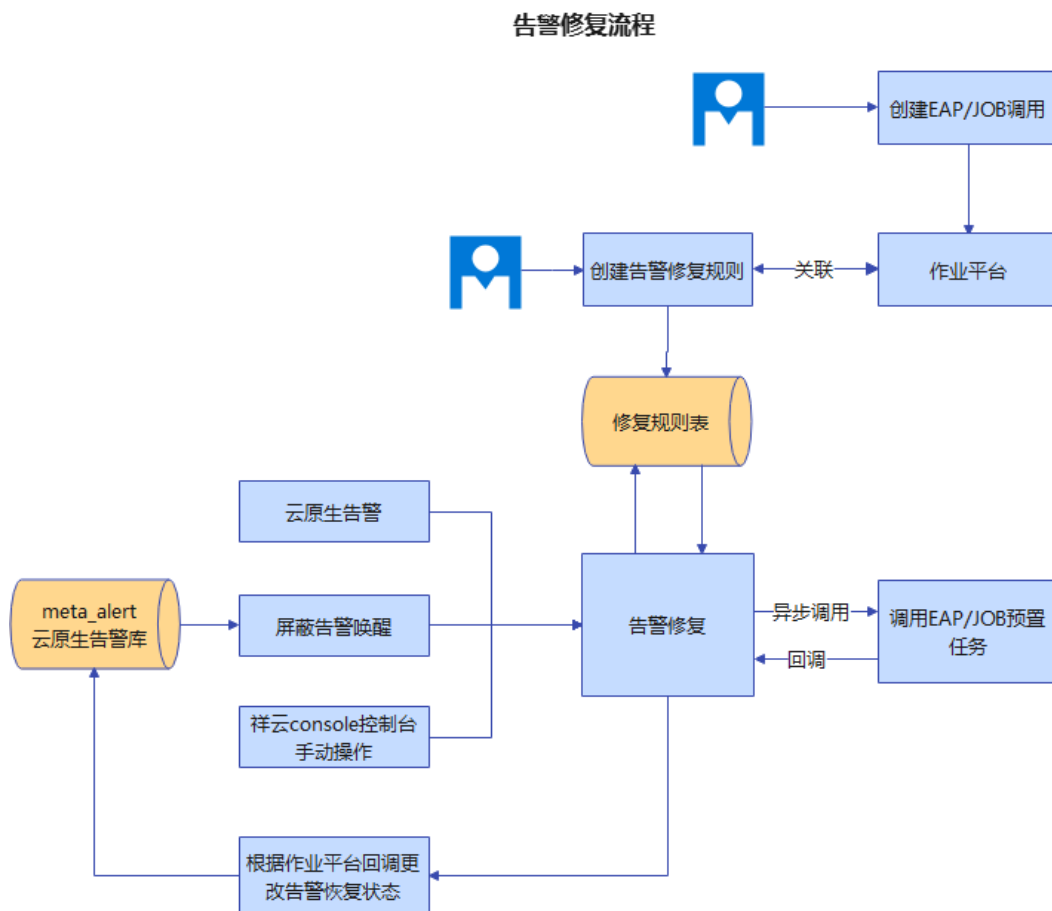 告警修复流程
创建EAP/JOB调用
创建告警修复规则
关联
作业平台
修复规则表
云原生告警
meta_alert
云原生告警库
屏蔽告警唤醒
告警修复
异步调用
回调
调用EAP/JOB预置
任务
祥云console控制台
手动操作
根据作业平台回调更
改告警恢复状态